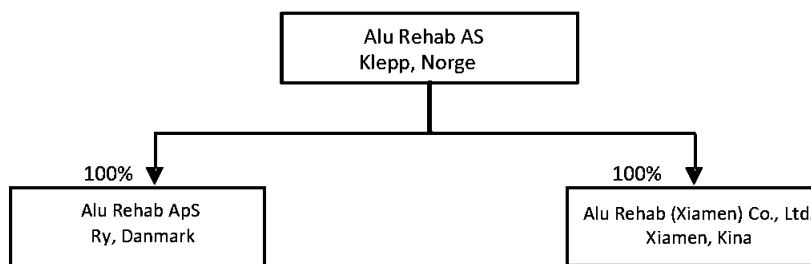 Alu Rehab AS
Klepp, Norge
100%
100%
Alu Rehab ApS
Ry, Danmark
Alu Rehab (Xiamen) Co., Ltd.
Xiamen, Kina